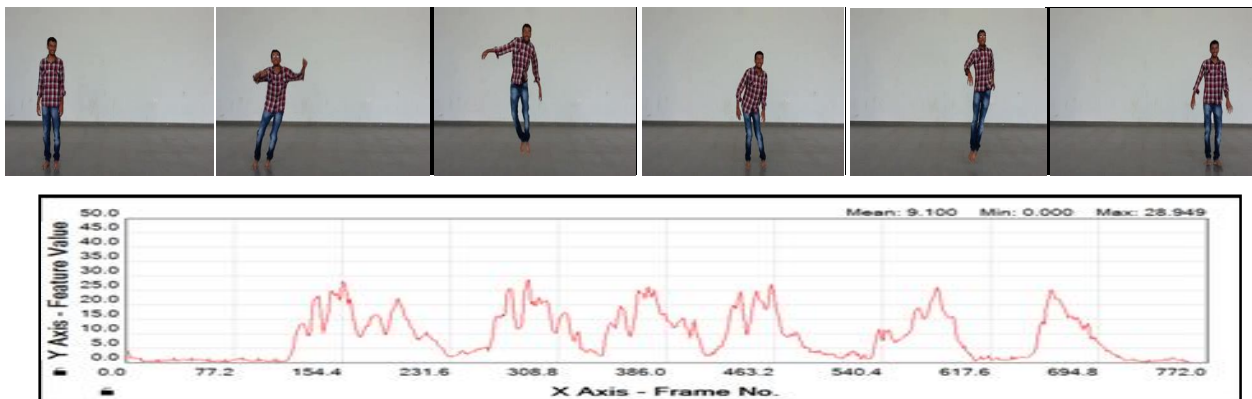 Mean: 9.100 Min: 0.000 Max: 28.949
Y Axis - Feature Value
50.0
45.0
40.0
35.0
30.0
25.0
20.0
15.0
10.0
5.0
0.0
0.0 77.2 154.4 231.6 308.8 386.0 463.2 540.4 617.6 694.8 772.0
X Axis - Frame No.